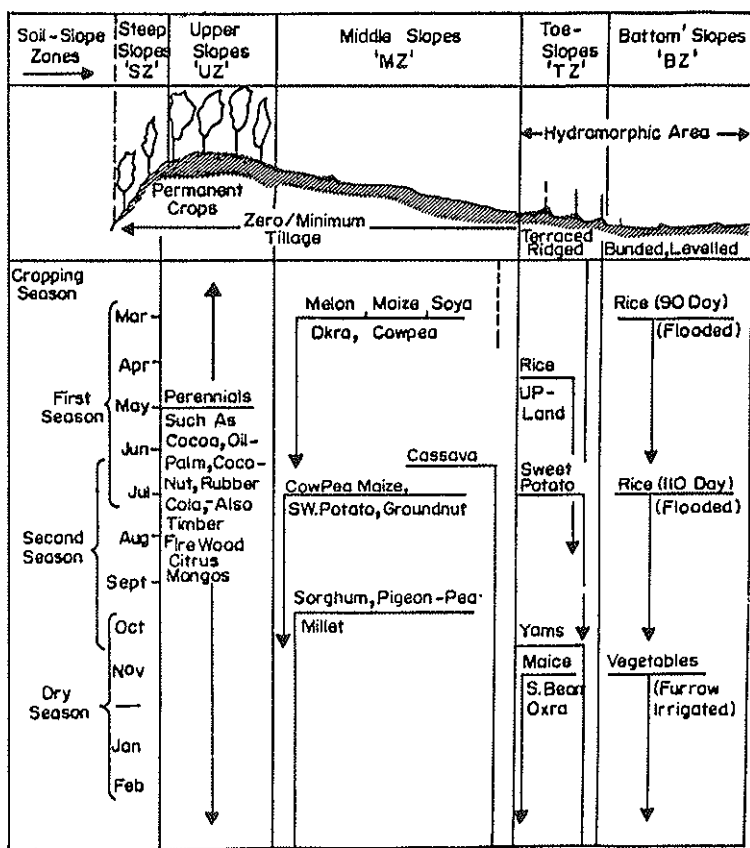 Soil-Slope
Zones
Steep
Slopes
'SZ'
Upper
Slopes
'UZ'
Middle Slopes
'MZ'
Toe-
Slopes
'TZ'
Bottom' Slopes
'BZ'
Hydramorphic Area
Permanent
Crops
Zero/Minimum
Tillage
Terraced
Ridged
Bunded, Levelled
Cropping
Season
First
Season
Second
Season
Dry
Season
Mar
Apr
May
Jun
Jul
Aug
Sept
Oct
Nov
Jan
Feb
Perennials
Such As
Cocoa, Oil-
Palm, Coco-
Nut, Rubber
Cola,-Also
Timber
Fire Wood
Citrus
Mongos
Melon, Maize, Soya
Okra, Cowpea
Cassava
CowPea Maize,
SW. Potato, Groundnut
Sorghum, Pigeon-Pea
Millet
Rice
UP-
Land
Sweet
Potato
Yams
Maice
S. Bean
Oxra
Rice (90 Day)
(Flooded)
Rice (110 Day)
(Flooded)
Vegetables
(Furrow
Irrigated)